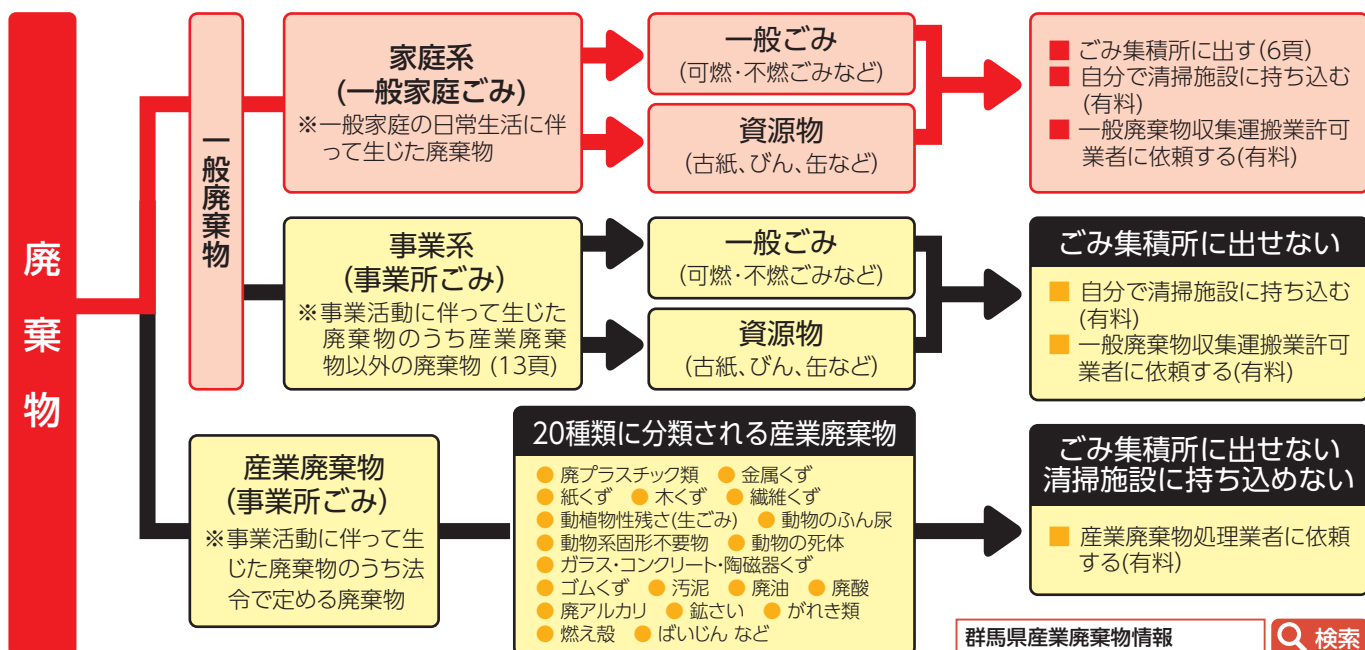 廃棄物
一般廃棄物
家庭系
(一般家庭ごみ)
※一般家庭の日常生活に伴
って生じた廃棄物
一般ごみ
(可燃・不燃ごみなど)
資源物
(古紙、びん、缶など)
■ ごみ集積所に出す(6頁)
■ 自分で清掃施設に持ち込む
(有料)
■ 一般廃棄物収集運搬業許可
業者に依頼する(有料)
事業系
(事業所ごみ)
※事業活動に伴って生じた
廃棄物のうち産業廃棄
物以外の廃棄物 (13頁)
一般ごみ
(可燃・不燃ごみなど)
資源物
(古紙、びん、缶など)
ごみ集積所に出せない
■ 自分で清掃施設に持ち込む
(有料)
■ 一般廃棄物収集運搬業許可
業者に依頼する(有料)
産業廃棄物
(事業所ごみ)
※事業活動に伴って生
じた廃棄物のうち法
令で定める廃棄物
20種類に分類される産業廃棄物
● 廃プラスチック類 ● 金属くず
● 紙くず ● 木くず ● 繊維くず
● 動植物性残さ(生ごみ) ● 動物のふん尿
● 動物系固形不要物 ● 動物の死体
● ガラス・コンクリート・陶磁器くず
● ゴムくず ● 汚泥 ● 廃油 ● 廃酸
● 廃アルカリ ● 鉱さい ● がれき類
● 燃え殻 ● ばいじん など
ごみ集積所に出せない
清掃施設に持ち込めない
■ 産業廃棄物処理業者に依頼
する(有料)
群馬県産業廃棄物情報 検索